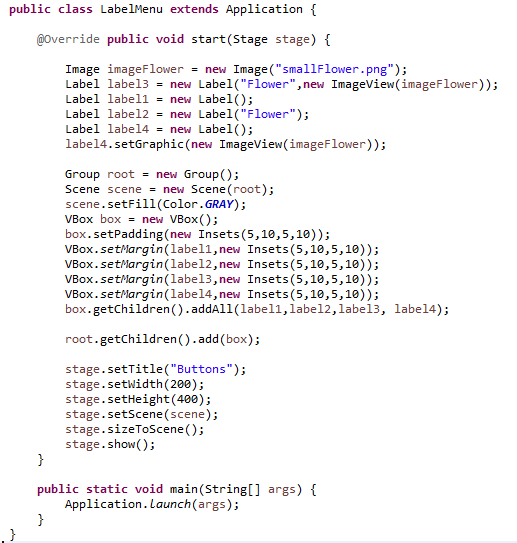 public class LabelMenu extends Application {
@Override public void start(Stage stage) {
Image imageFlower = new Image("smallFlower.png");
Label label3 = new Label("Flower",new ImageView(imageFlower));
Label label1 = new Label();
Label label2 = new Label("Flower");
Label label4 = new Label();
label4.setGraphic(new ImageView(imageFlower));
Group root = new Group();
Scene scene = new Scene(root);
scene.setFill(Color.GRAY);
VBox box = new VBox();
box.setPadding(new Insets(5,10,5,10));
VBox.setMargin(label1,new Insets(5,10,5,10));
VBox.setMargin(label2,new Insets(5,10,5,10));
VBox.setMargin(label3,new Insets(5,10,5,10));
VBox.setMargin(label4,new Insets(5,10,5,10));
box.getChildren().addAll(label1,label2,label3, label4);
root.getChildren().add(box);
stage.setTitle("Buttons");
stage.setWidth(200);
stage.setHeight(400);
stage.setScene(scene);
stage.sizeToScene();
stage.show();
}
public static void main(String[] args) {
Application.launch(args);
}
}